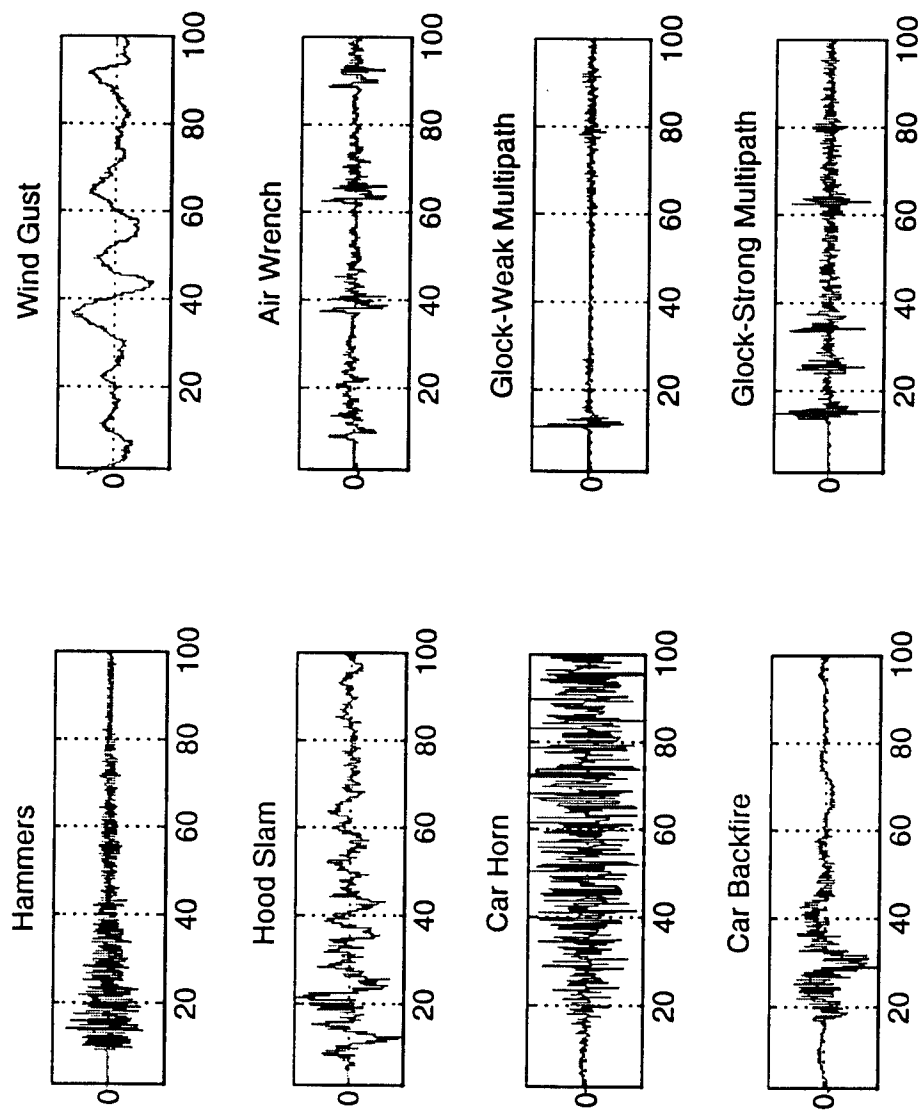 Hammers
0
20 40 60 80 100
Wind Gust
0
20 40 60 80 100
Hood Slam
0
20 40 60 80 100
Air Wrench
0
20 40 60 80 100
Car Horn
0
20 40 60 80 100
Glock-Weak Multipath
0
20 40 60 80 100
Car Backfire
0
20 40 60 80 100
Glock-Strong Multipath
0
20 40 60 80 100